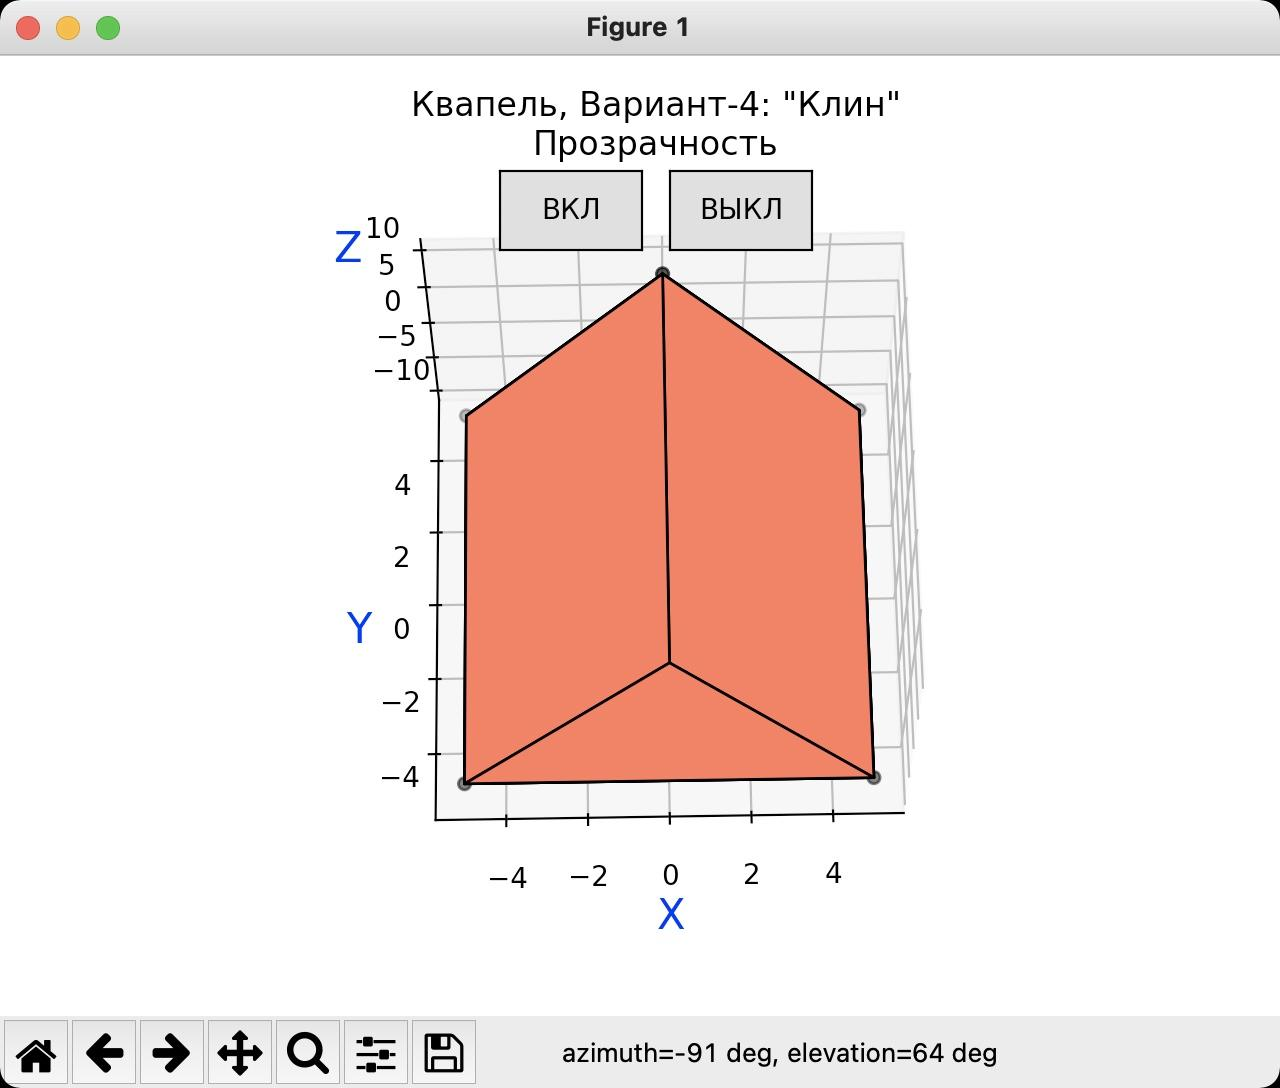 Figure 1
Квапель, Вариант-4: "Клин"
Прозрачность
ВКЛ
ВЫКЛ
Z
10
5
0
−5
−10
4
2
Y
0
−2
−4
−4
−2
0
2
4
X
azimuth=-91 deg, elevation=64 deg